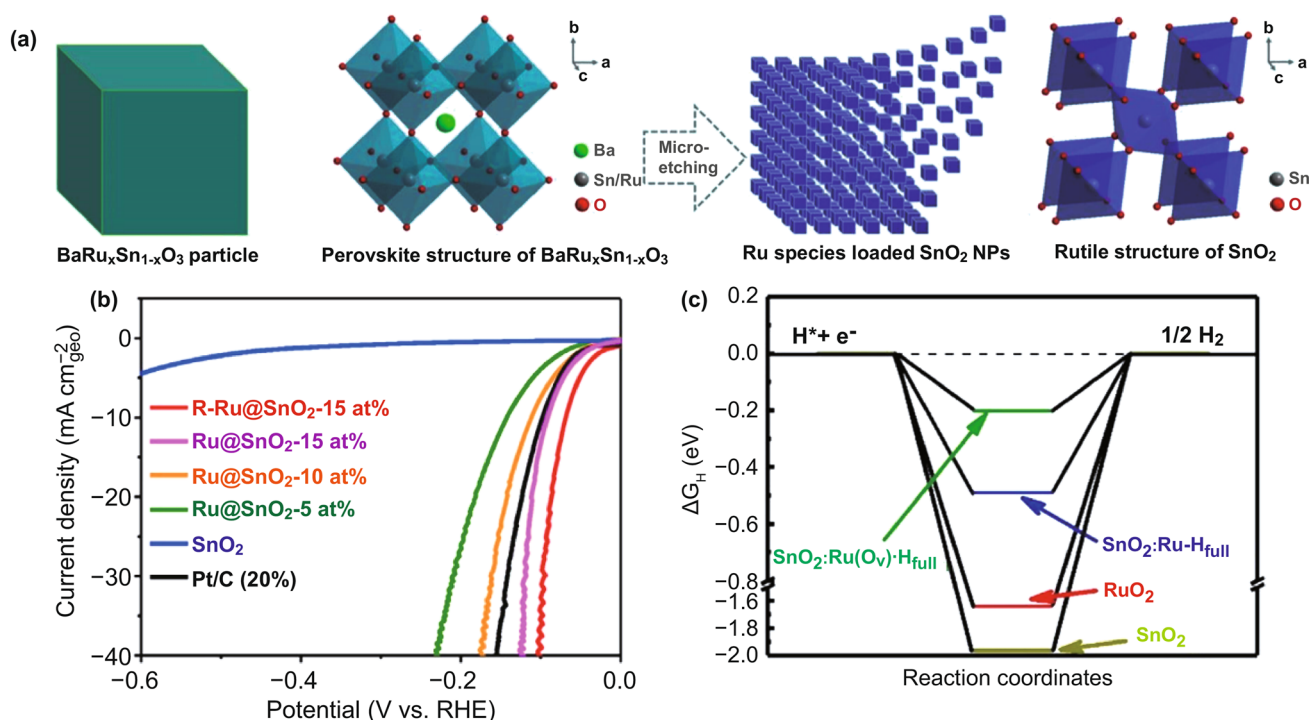 (a)
b
a
c
Ba
Sn/Ru
O
Micro-
etching
b
a
c
Sn
O
BaRuₓSn₁₋ₓO₃ particle
Perovskite structure of BaRuₓSn₁₋ₓO₃
Ru species loaded SnO₂ NPs
Rutile structure of SnO₂
(b)
Current density (mA cm⁻²geo)
0
−10
−20
−30
−40
R-Ru@SnO₂-15 at%
Ru@SnO₂-15 at%
Ru@SnO₂-10 at%
Ru@SnO₂-5 at%
SnO₂
Pt/C (20%)
−0.6
−0.4
−0.2
0.0
Potential (V vs. RHE)
(c)
ΔG_H (eV)
0.2
0.0
−0.2
−0.4
−0.6
−0.8
−1.6
−1.8
−2.0
H*+ e-
1/2 H₂
SnO₂:Ru(Oᵥ)·H_full
SnO₂:Ru-H_full
RuO₂
SnO₂
Reaction coordinates